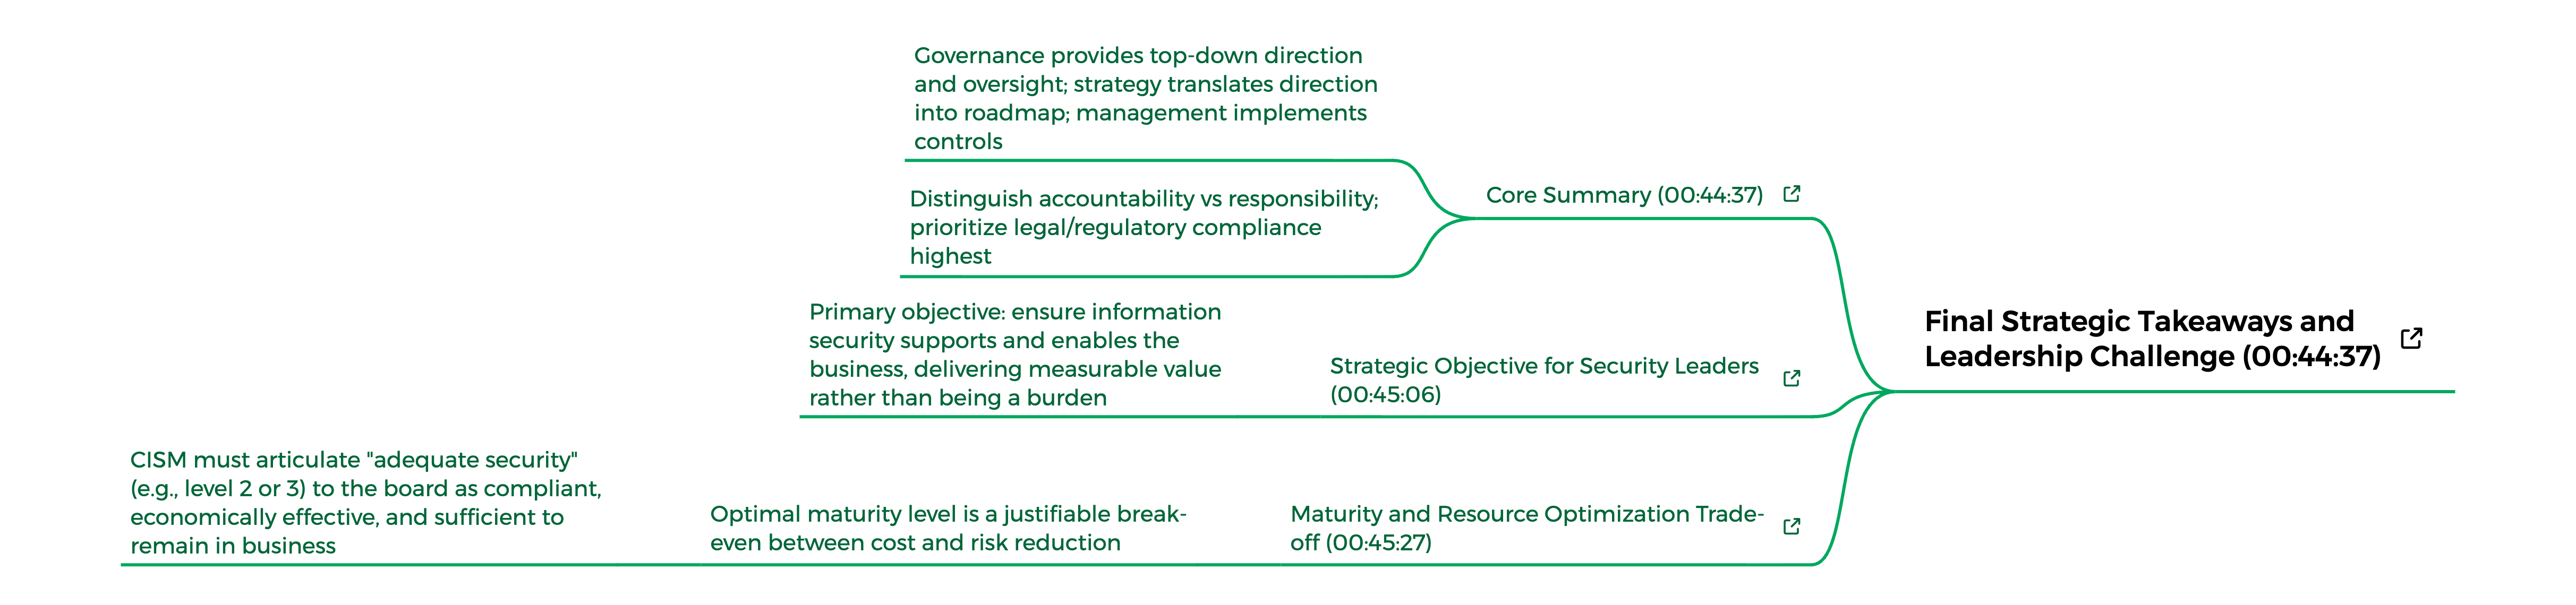 Final Strategic Takeaways and
Leadership Challenge (00:44:37)
Core Summary (00:44:37)
Governance provides top-down direction
and oversight; strategy translates direction
into roadmap; management implements
controls
Distinguish accountability vs responsibility;
prioritize legal/regulatory compliance
highest
Strategic Objective for Security Leaders
(00:45:06)
Primary objective: ensure information
security supports and enables the
business, delivering measurable value
rather than being a burden
Maturity and Resource Optimization Trade-
off (00:45:27)
Optimal maturity level is a justifiable break-
even between cost and risk reduction
CISM must articulate "adequate security"
(e.g., level 2 or 3) to the board as compliant,
economically effective, and sufficient to
remain in business